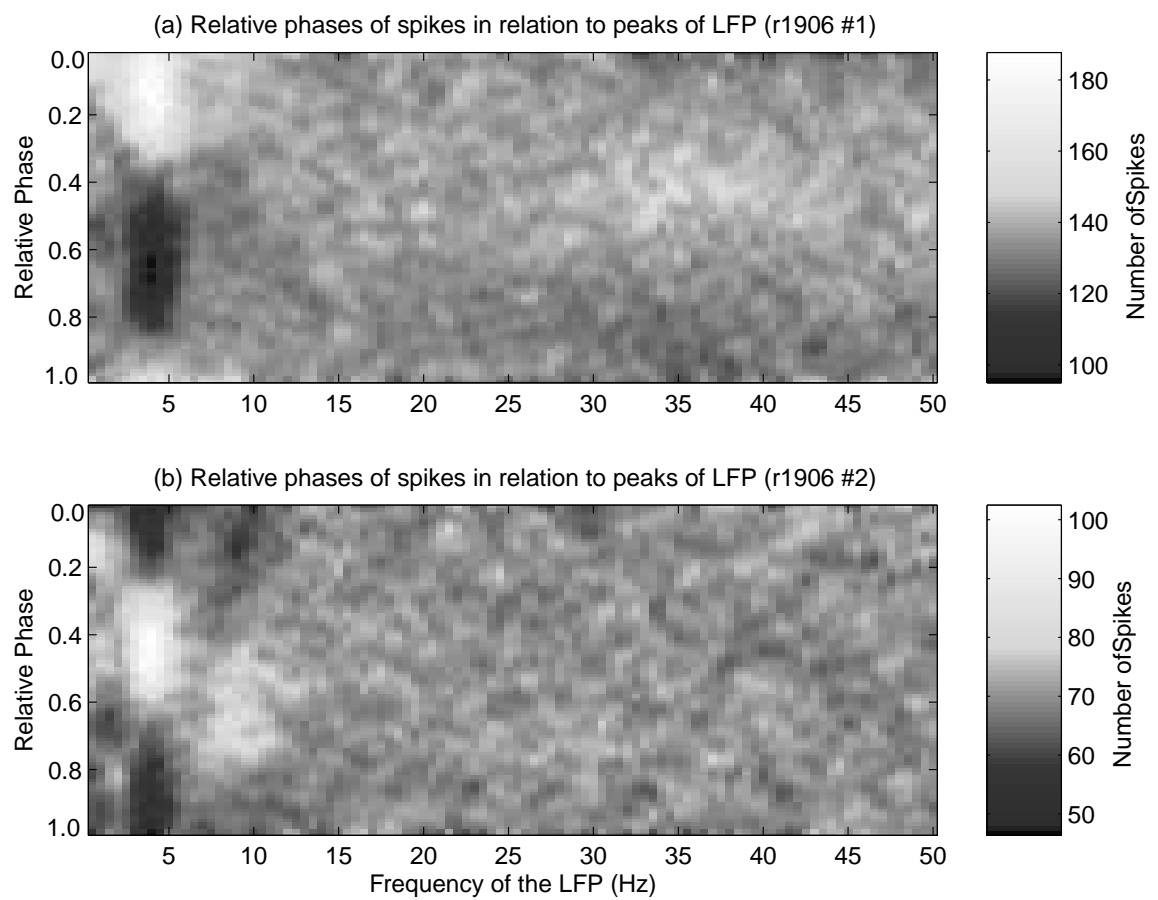 (a) Relative phases of spikes in relation to peaks of LFP (r1906 #1)
Relative Phase
0.0
0.2
0.4
0.6
0.8
1.0
5 10 15 20 25 30 35 40 45 50
180
160
140
120
100
Number ofSpikes
(b) Relative phases of spikes in relation to peaks of LFP (r1906 #2)
Relative Phase
0.0
0.2
0.4
0.6
0.8
1.0
5 10 15 20 25 30 35 40 45 50
Frequency of the LFP (Hz)
100
90
80
70
60
50
Number ofSpikes